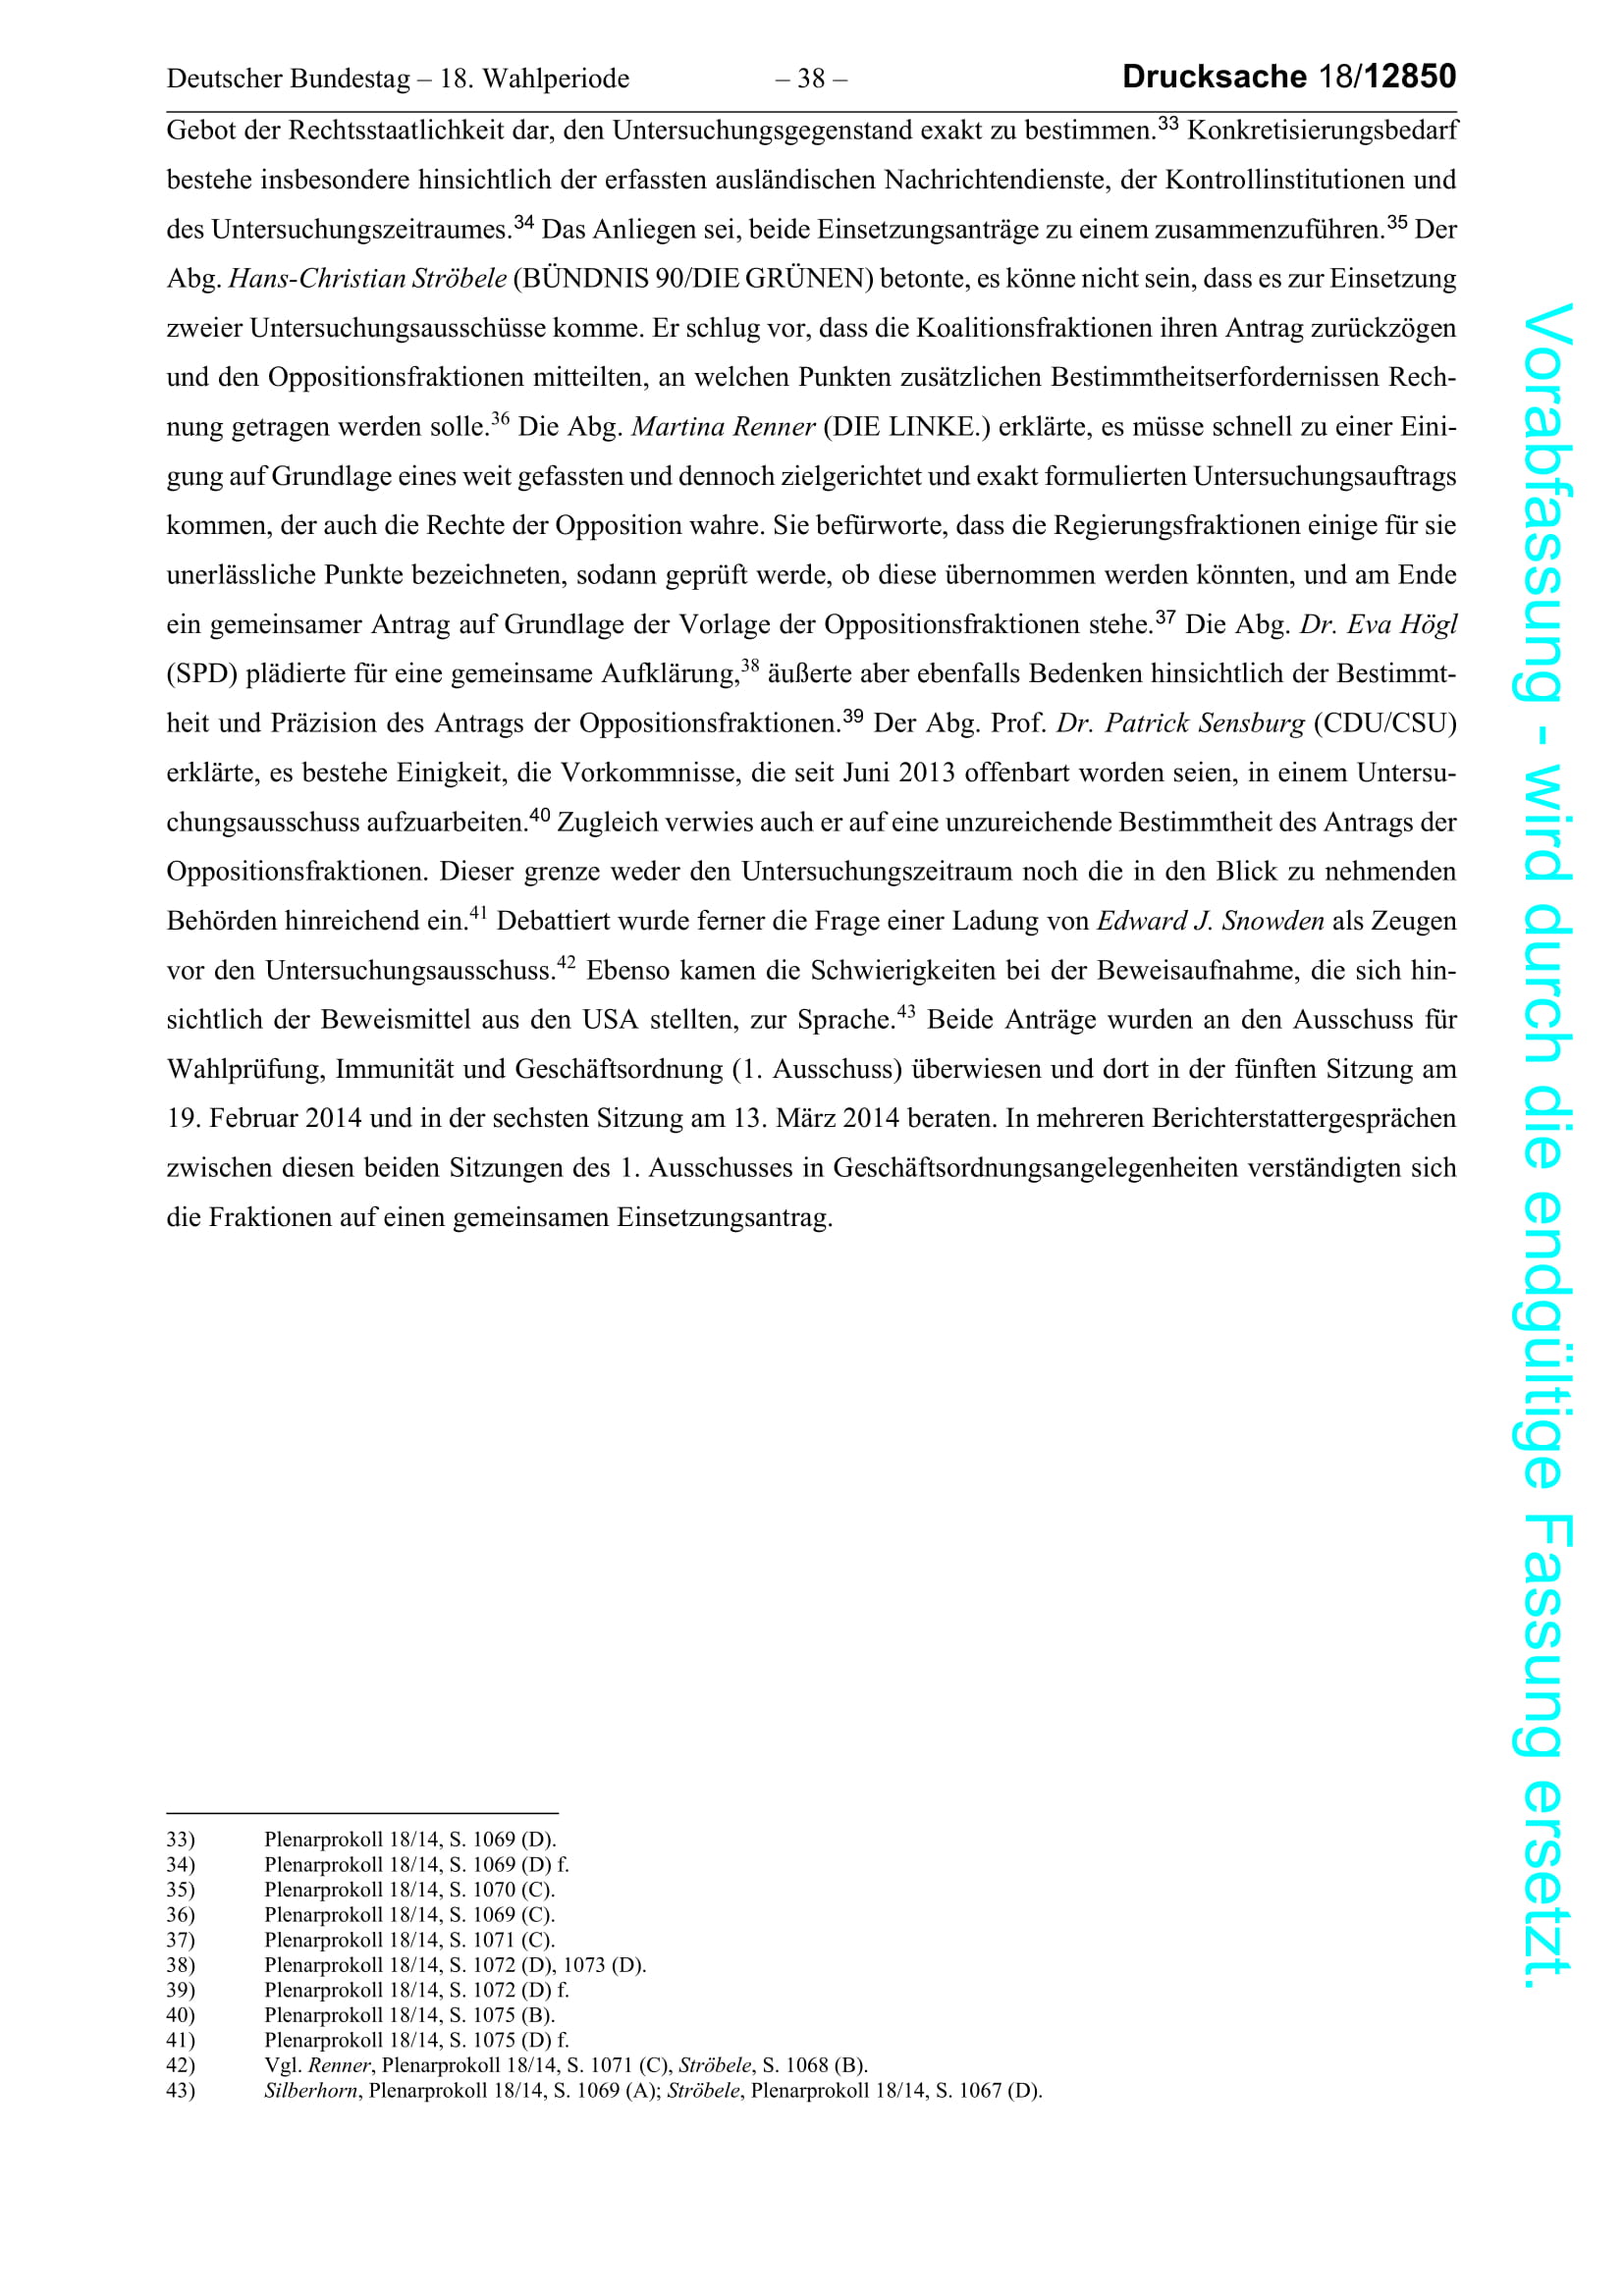 Deutscher Bundestag – 18. Wahlperiode – 38 – Drucksache 18/12850
Gebot der Rechtsstaatlichkeit dar, den Untersuchungsgegenstand exakt zu bestimmen.33 Konkretisierungsbedarf
bestehe insbesondere hinsichtlich der erfassten ausländischen Nachrichtendienste, der Kontrollinstitutionen und
des Untersuchungszeitraumes.34 Das Anliegen sei, beide Einsetzungsanträge zu einem zusammenzuführen.35 Der
Abg. Hans-Christian Ströbele (BÜNDNIS 90/DIE GRÜNEN) betonte, es könne nicht sein, dass es zur Einsetzung
zweier Untersuchungsausschüsse komme. Er schlug vor, dass die Koalitionsfraktionen ihren Antrag zurückzögen
und den Oppositionsfraktionen mitteilten, an welchen Punkten zusätzlichen Bestimmtheitserfordernissen Rech-
nung getragen werden solle.36 Die Abg. Martina Renner (DIE LINKE.) erklärte, es müsse schnell zu einer Eini-
gung auf Grundlage eines weit gefassten und dennoch zielgerichtet und exakt formulierten Untersuchungsauftrags
kommen, der auch die Rechte der Opposition wahre. Sie befürworte, dass die Regierungsfraktionen einige für sie
unerlässliche Punkte bezeichneten, sodann geprüft werde, ob diese übernommen werden könnten, und am Ende
ein gemeinsamer Antrag auf Grundlage der Vorlage der Oppositionsfraktionen stehe.37 Die Abg. Dr. Eva Högl
(SPD) plädierte für eine gemeinsame Aufklärung,38 äußerte aber ebenfalls Bedenken hinsichtlich der Bestimmt-
heit und Präzision des Antrags der Oppositionsfraktionen.39 Der Abg. Prof. Dr. Patrick Sensburg (CDU/CSU)
erklärte, es bestehe Einigkeit, die Vorkommnisse, die seit Juni 2013 offenbart worden seien, in einem Untersu-
chungsausschuss aufzuarbeiten.40 Zugleich verwies auch er auf eine unzureichende Bestimmtheit des Antrags der
Oppositionsfraktionen. Dieser grenze weder den Untersuchungszeitraum noch die in den Blick zu nehmenden
Behörden hinreichend ein.41 Debattiert wurde ferner die Frage einer Ladung von Edward J. Snowden als Zeugen
vor den Untersuchungsausschuss.42 Ebenso kamen die Schwierigkeiten bei der Beweisaufnahme, die sich hin-
sichtlich der Beweismittel aus den USA stellten, zur Sprache.43 Beide Anträge wurden an den Ausschuss für
Wahlprüfung, Immunität und Geschäftsordnung (1. Ausschuss) überwiesen und dort in der fünften Sitzung am
19. Februar 2014 und in der sechsten Sitzung am 13. März 2014 beraten. In mehreren Berichterstattergesprächen
zwischen diesen beiden Sitzungen des 1. Ausschusses in Geschäftsordnungsangelegenheiten verständigten sich
die Fraktionen auf einen gemeinsamen Einsetzungsantrag.
33) Plenarprokoll 18/14, S. 1069 (D).
34) Plenarprokoll 18/14, S. 1069 (D) f.
35) Plenarprokoll 18/14, S. 1070 (C).
36) Plenarprokoll 18/14, S. 1069 (C).
37) Plenarprokoll 18/14, S. 1071 (C).
38) Plenarprokoll 18/14, S. 1072 (D), 1073 (D).
39) Plenarprokoll 18/14, S. 1072 (D) f.
40) Plenarprokoll 18/14, S. 1075 (B).
41) Plenarprokoll 18/14, S. 1075 (D) f.
42) Vgl. Renner, Plenarprokoll 18/14, S. 1071 (C), Ströbele, S. 1068 (B).
43) Silberhorn, Plenarprokoll 18/14, S. 1069 (A); Ströbele, Plenarprokoll 18/14, S. 1067 (D).
Vorabfassung - wird durch die endgültige Fassung ersetzt.